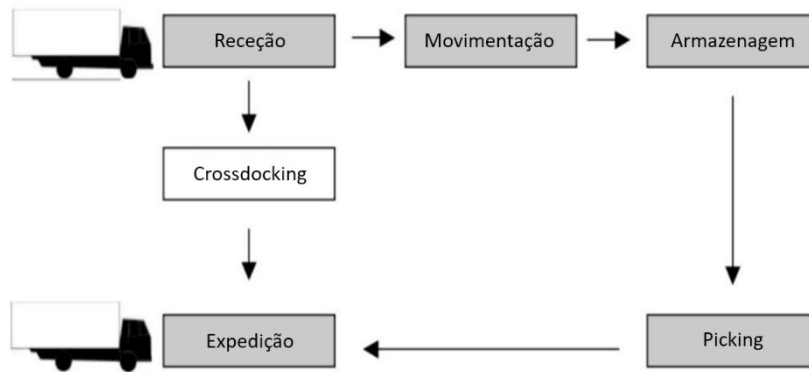 Receção
Movimentação
Armazenagem
Crossdocking
Expedição
Picking